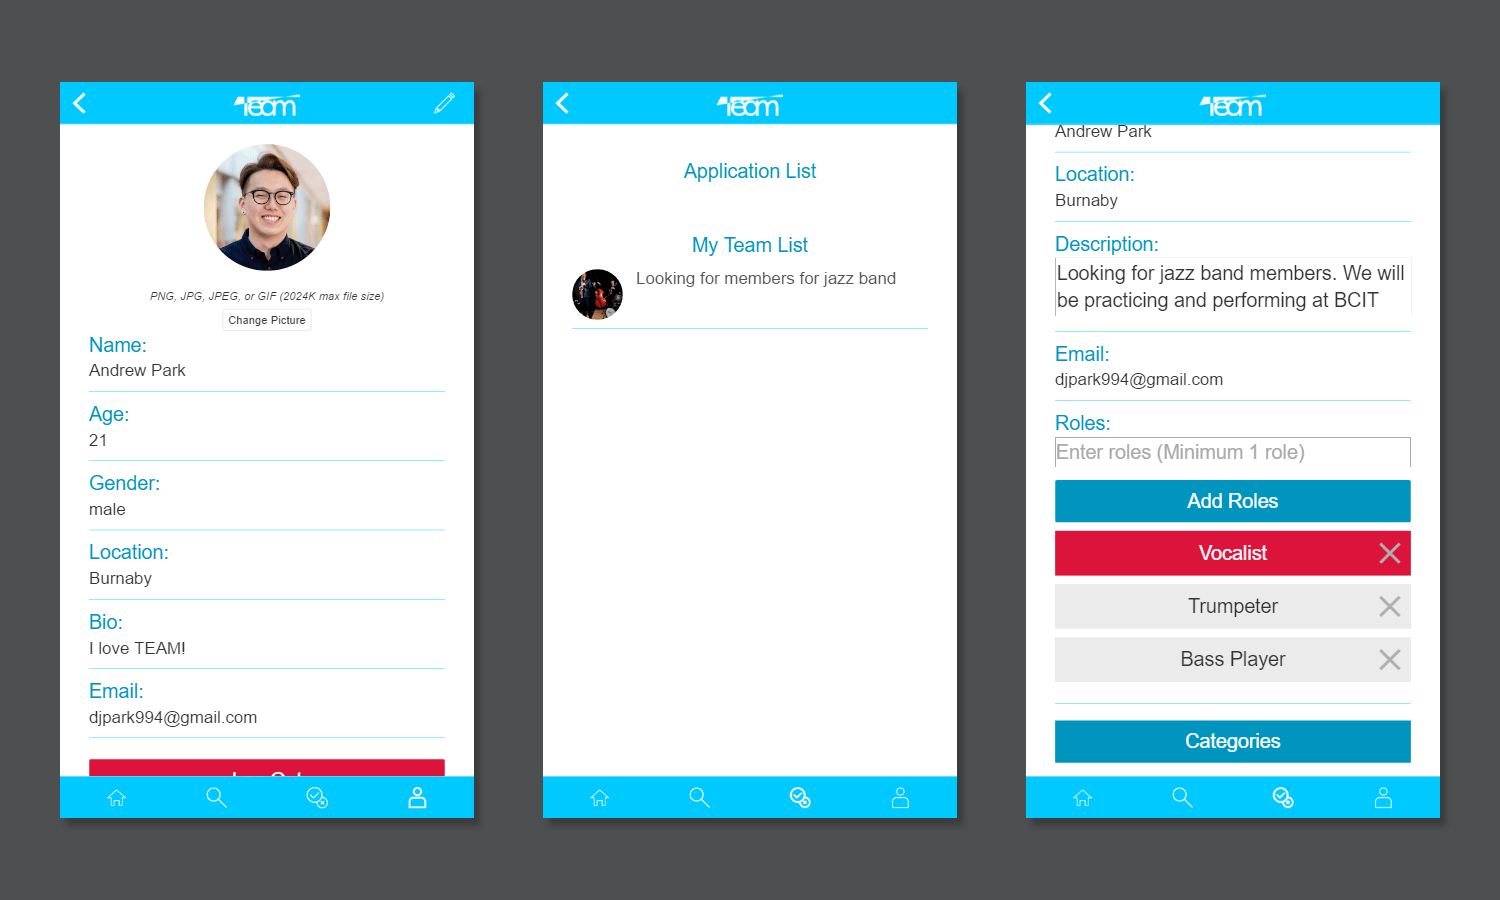 Team
PNG, JPG, JPEG, or GIF (2024K max file size)
Change Picture
Name:
Andrew Park
Age:
21
Gender:
male
Location:
Burnaby
Bio:
I love TEAM!
Email:
djpark994@gmail.com
Team
Application List
My Team List
Looking for members for jazz band
Team
Andrew Park
Location:
Burnaby
Description:
Looking for jazz band members. We will
be practicing and performing at BCIT
Email:
djpark994@gmail.com
Roles:
Enter roles (Minimum 1 role)
Add Roles
Vocalist
Trumpeter
Bass Player
Categories